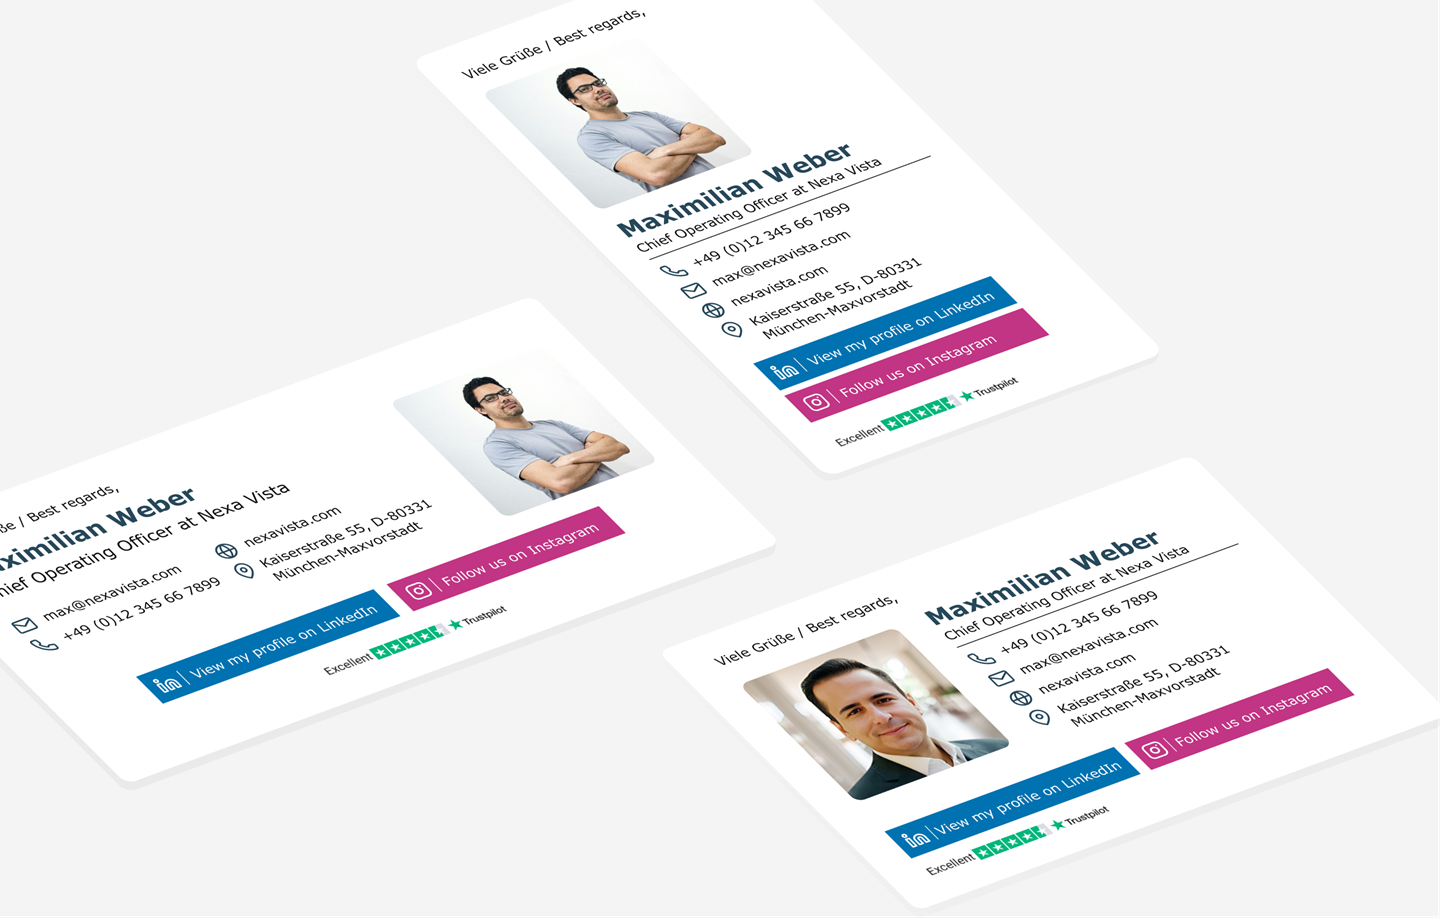 Viele Grüße / Best regards,
Maximilian Weber
Chief Operating Officer at Nexa Vista
+49 (0)12 345 66 7899
max@nexavista.com
nexavista.com
Kaiserstraße 55, D-80331
München-Maxvorstadt
in | View my profile on LinkedIn
Follow us on Instagram
Excellent Trustpilot
ße / Best regards,
ximilian Weber
hief Operating Officer at Nexa Vista
max@nexavista.com
+49 (0)12 345 66 7899
nexavista.com
Kaiserstraße 55, D-80331
München-Maxvorstadt
in | View my profile on LinkedIn
Follow us on Instagram
Excellent Trustpilot
Viele Grüße / Best regards,
Maximilian Weber
Chief Operating Officer at Nexa Vista
+49 (0)12 345 66 7899
max@nexavista.com
nexavista.com
Kaiserstraße 55, D-80331
München-Maxvorstadt
in | View my profile on LinkedIn
Follow us on Instagram
Excellent Trustpilot